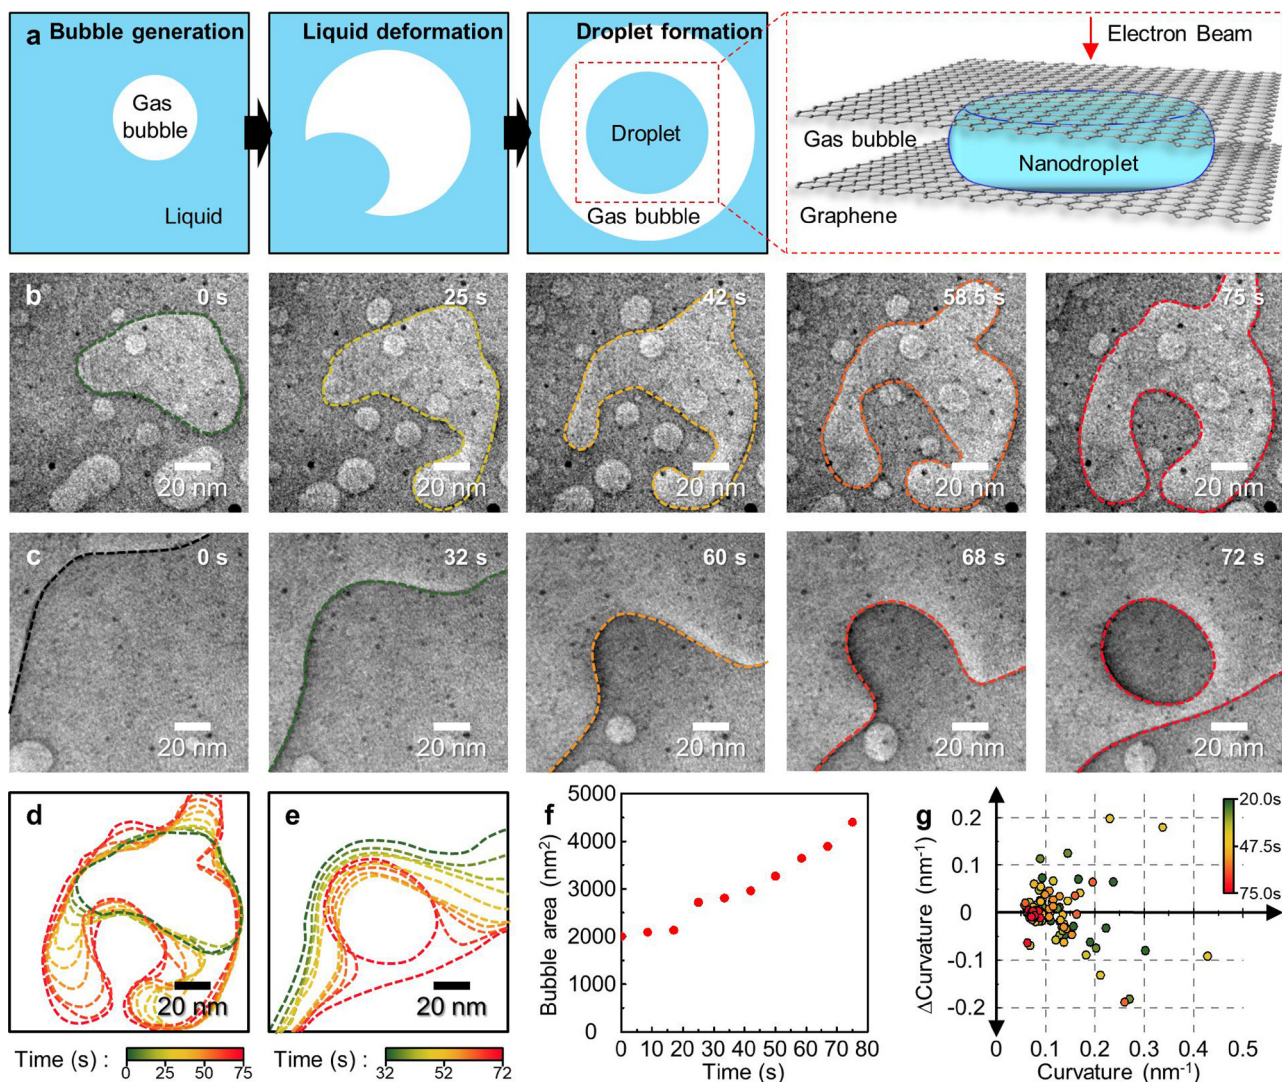 a Bubble generation
Gas
bubble
Liquid
Liquid deformation
Droplet formation
Droplet
Gas bubble
Electron Beam
Gas bubble
Nanodroplet
Graphene
b 0 s
20 nm
25 s
20 nm
42 s
20 nm
58.5 s
20 nm
75 s
20 nm
c 0 s
20 nm
32 s
20 nm
60 s
20 nm
68 s
20 nm
72 s
20 nm
d
20 nm
Time (s) :
0 25 50 75
e
20 nm
Time (s) :
32 52 72
f
Bubble area (nm²)
5000
4000
3000
2000
1000
0
0 10 20 30 40 50 60 70 80
Time (s)
g
ΔCurvature (nm⁻¹)
0.2
0.1
0
-0.1
-0.2
0 0.1 0.2 0.3 0.4 0.5
Curvature (nm⁻¹)
20.0s
47.5s
75.0s